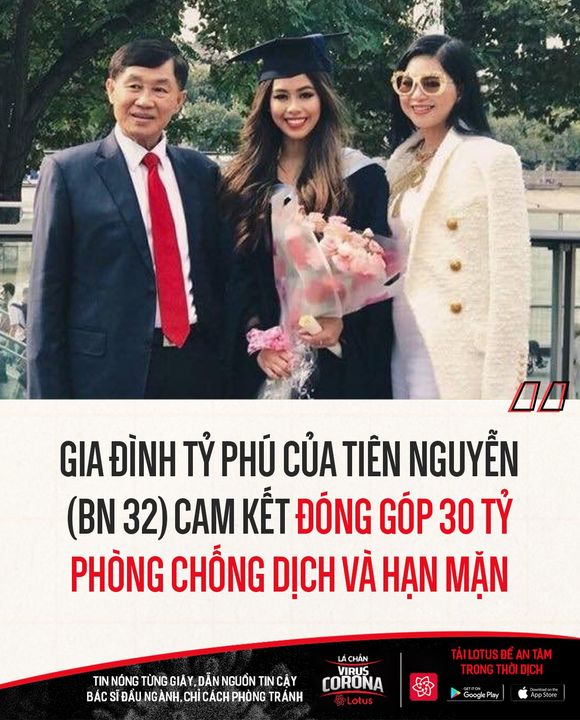 GIA ĐÌNH TỶ PHÚ CỦA TIÊN NGUYỄN
(BN 32) CAM KẾT ĐÓNG GÓP 30 TỶ
PHÒNG CHỐNG DỊCH VÀ HẠN MẶN
TIN NÓNG TỪNG GIÂY, DẪN NGUỒN TIN CẬY
BÁC SĨ ĐẦU NGÀNH, CHỈ CÁCH PHÒNG TRÁNH
LÁ CHẮN
VIRUS
CORONA
Lotus
TẢI LOTUS ĐỂ AN TÂM
TRONG THỜI DỊCH
GET IT ON
Google Play
Download on the
App Store